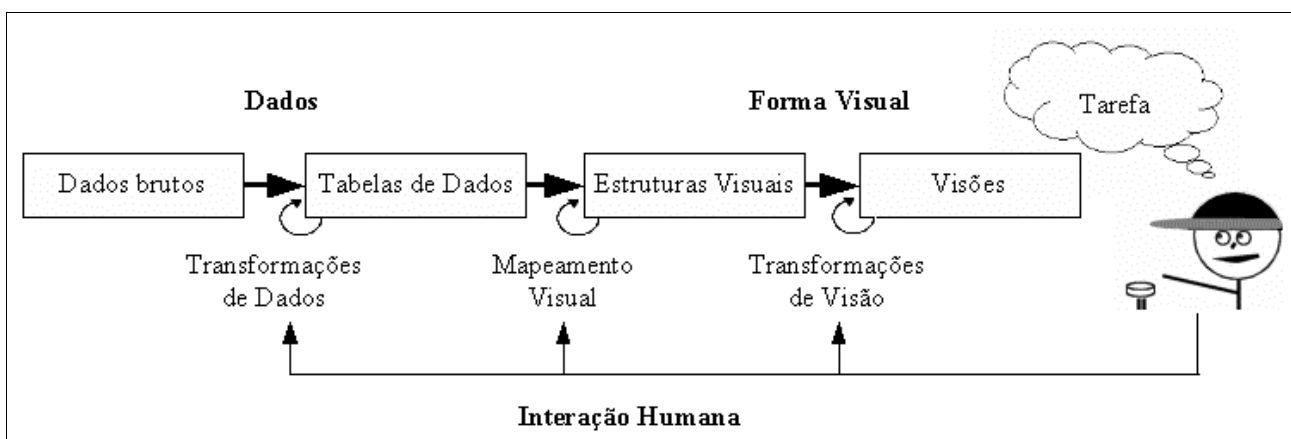 Dados
Forma Visual
Tarefa
Dados brutos
Tabelas de Dados
Estruturas Visuais
Visões
Transformações
de Dados
Mapeamento
Visual
Transformações
de Visão
Interação Humana